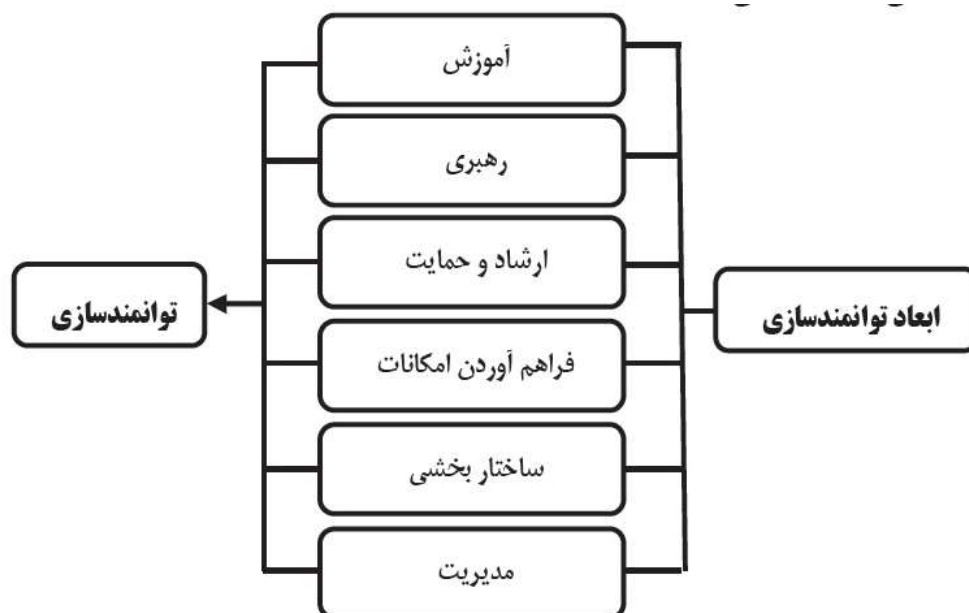 آموزش
رهبری
ارشاد و حمایت
ابعاد توانمندسازی
توانمندسازی
فراهم آوردن امکانات
ساختار بخشی
مدیریت